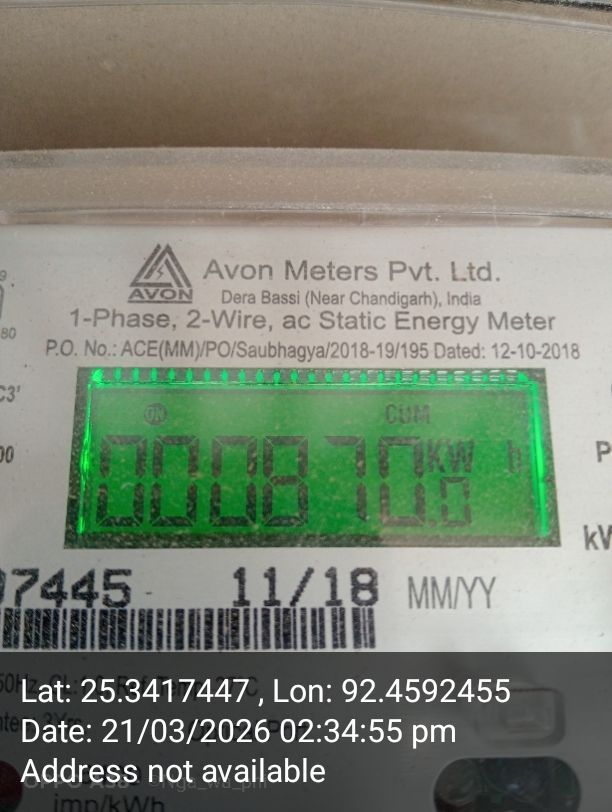 AVON
Avon Meters Pvt. Ltd.
Dera Bassi (Near Chandigarh), India
1-Phase, 2-Wire, ac Static Energy Meter
P.O. No.: ACE(MM)/PO/Saubhagya/2018-19/195 Dated: 12-10-2018
ON CUM
000870.0 KW h
7445 11/18 MM/YY
Lat: 25.3417447 , Lon: 92.4592455
Date: 21/03/2026 02:34:55 pm
Address not available
imp/kWh